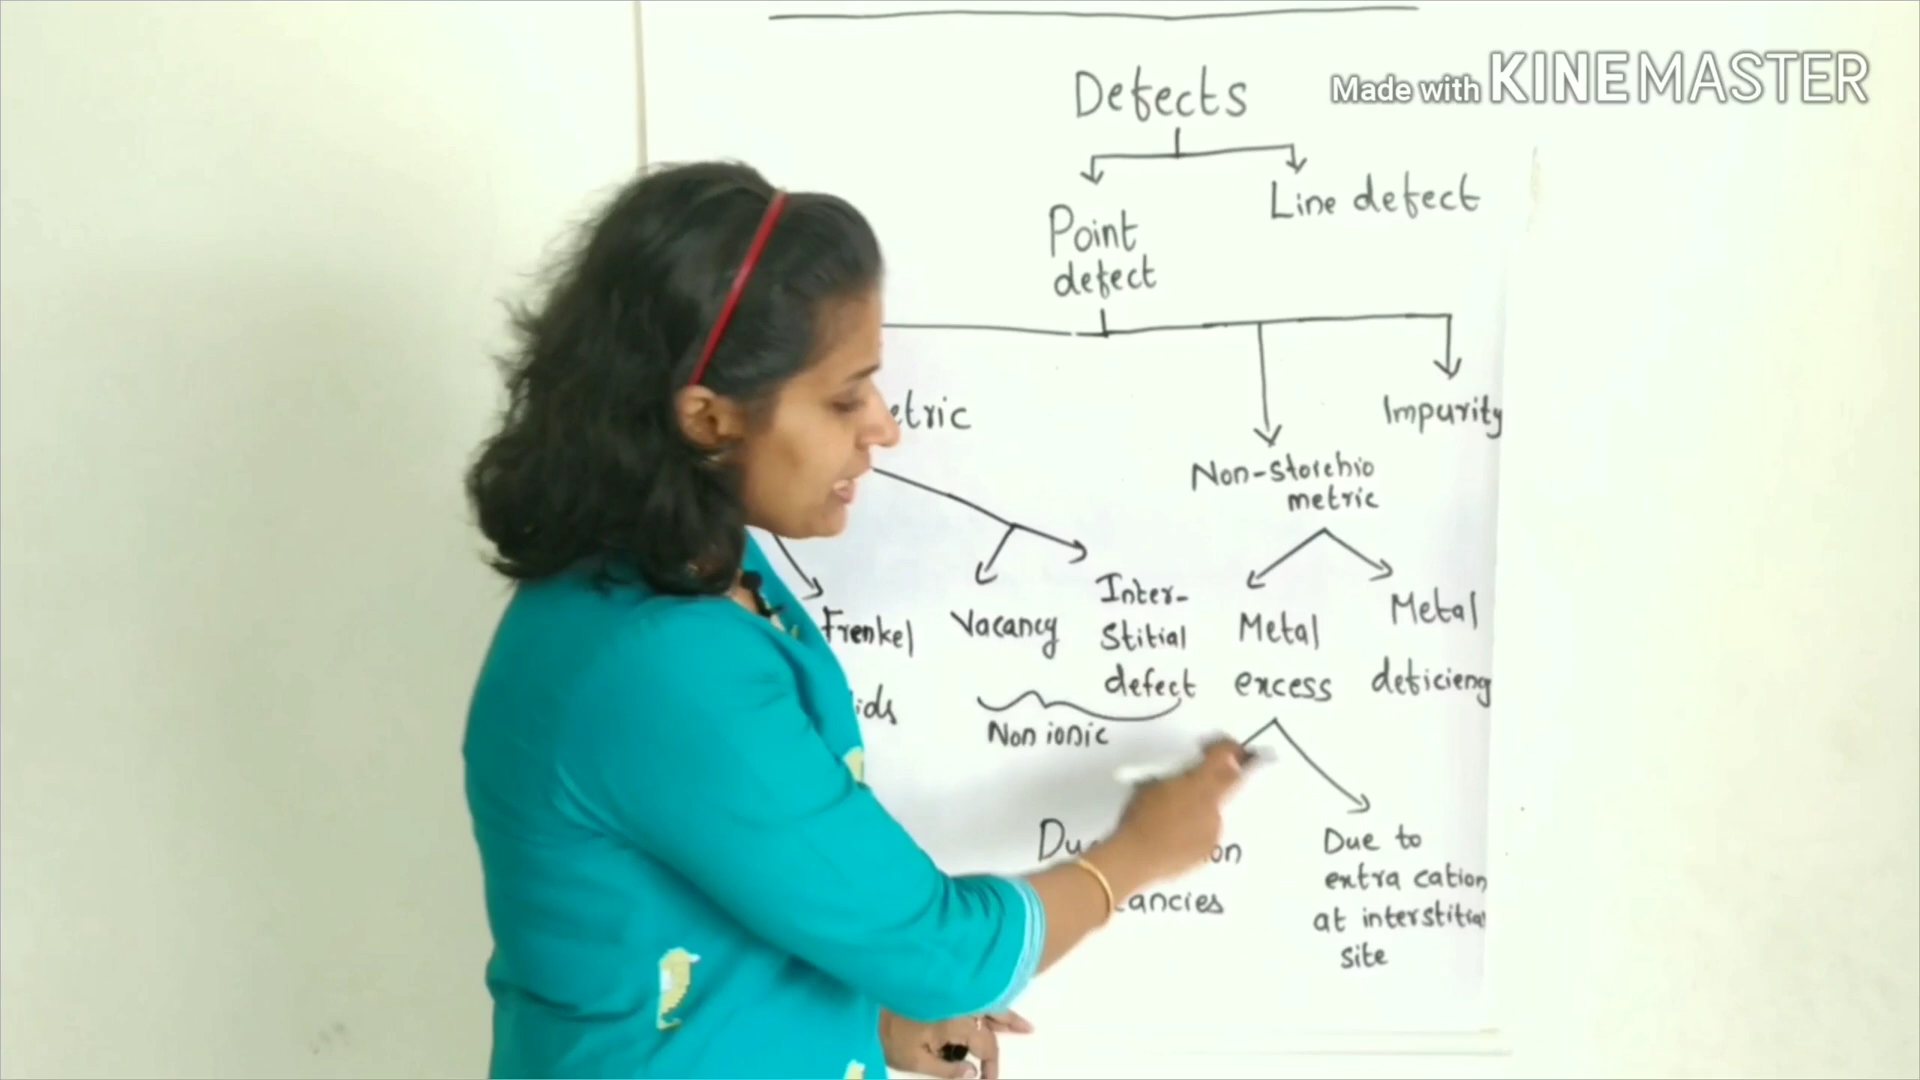 Made with KINEMASTER
Defects
Point
defect
Line defect
Impurity
Non-Stoichio
metric
Frenkel
Vacancy
Inter-
Stitial
defect
Metal
excess
Metal
deficiency
Non ionic
Due to
extra cation
at interstitial
site